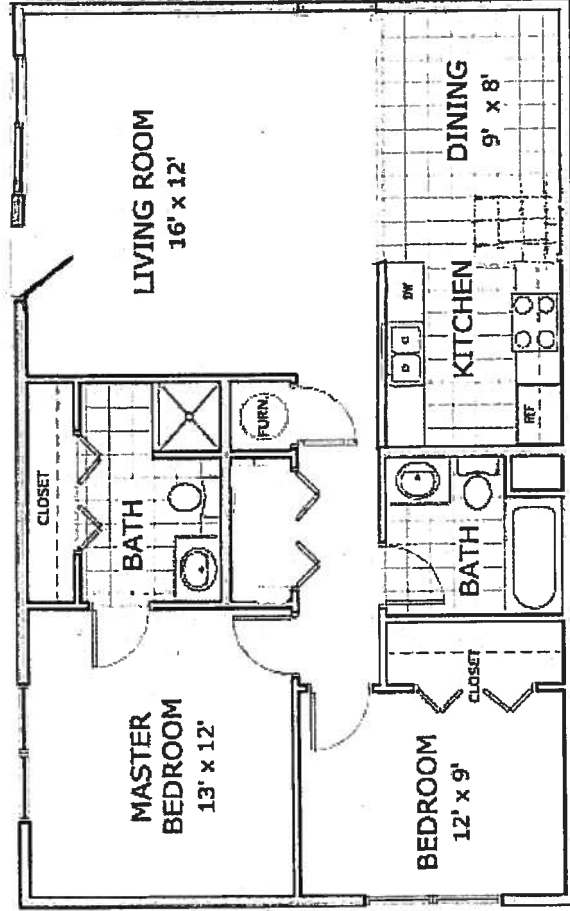 LIVING ROOM
16' x 12'
DINING
9' x 8'
KITCHEN
DW
REF
FURN.
CLOSET
BATH
BATH
MASTER
BEDROOM
13' x 12'
CLOSET
BEDROOM
12' x 9'